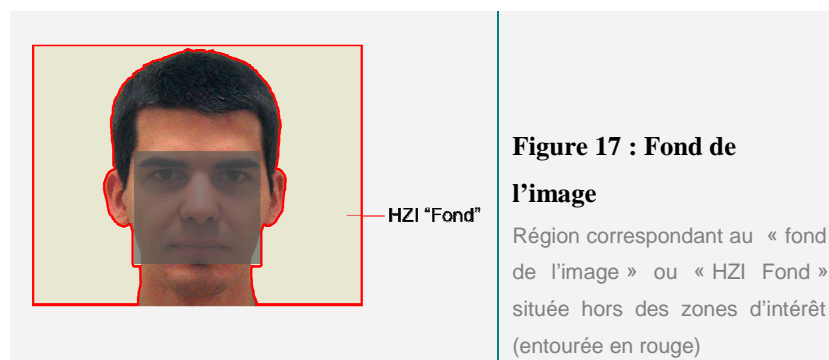 HZI “Fond”
Figure 17 : Fond de
l’image
Région correspondant au « fond
de l’image » ou « HZI Fond »
située hors des zones d’intérêt
(entourée en rouge)